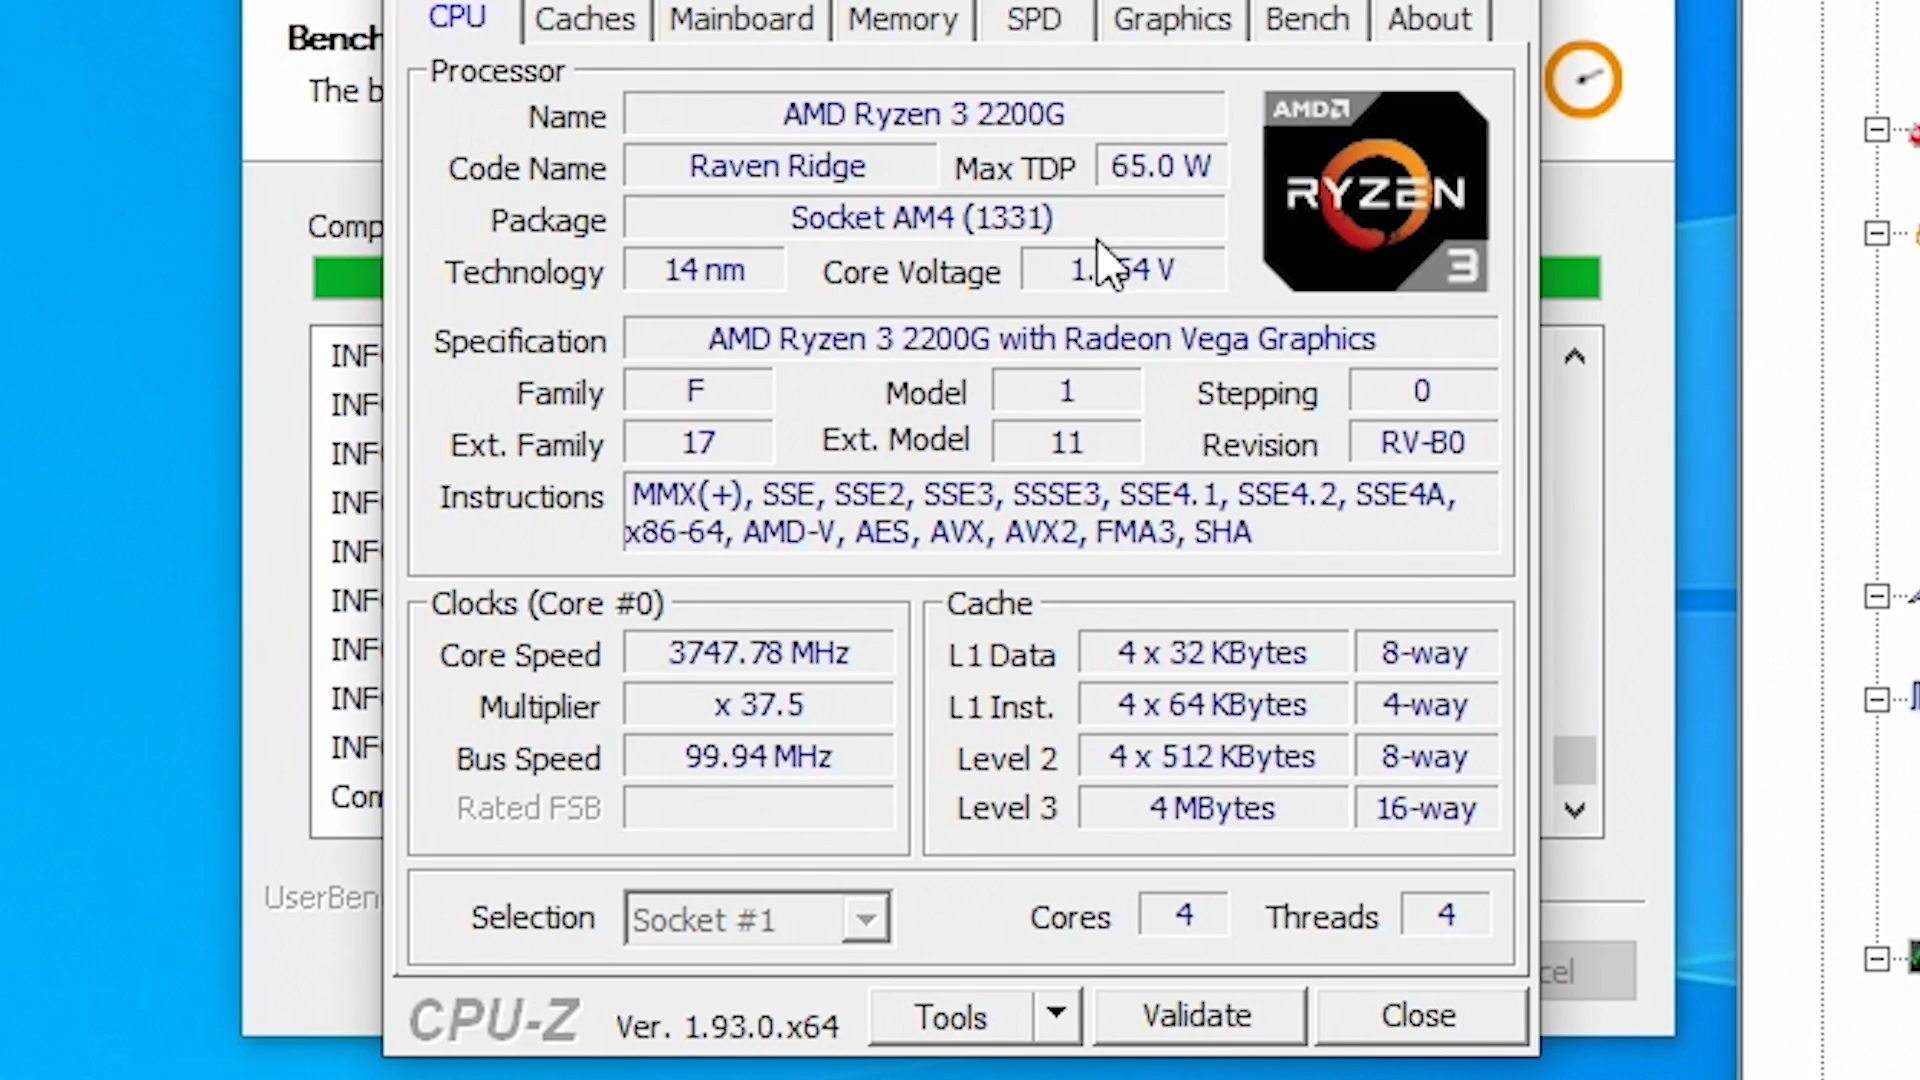 CPU Caches Mainboard Memory SPD Graphics Bench About
Processor
Name AMD Ryzen 3 2200G
Code Name Raven Ridge Max TDP 65.0 W
Package Socket AM4 (1331)
Technology 14 nm Core Voltage
AMD
RYZEN
3
Specification AMD Ryzen 3 2200G with Radeon Vega Graphics
Family F Model 1 Stepping 0
Ext. Family 17 Ext. Model 11 Revision RV-B0
Instructions MMX(+), SSE, SSE2, SSE3, SSSE3, SSE4.1, SSE4.2, SSE4A,
x86-64, AMD-V, AES, AVX, AVX2, FMA3, SHA
Clocks (Core #0)
Core Speed 3747.78 MHz
Multiplier x 37.5
Bus Speed 99.94 MHz
Rated FSB
Cache
L1 Data 4 x 32 KBytes 8-way
L1 Inst. 4 x 64 KBytes 4-way
Level 2 4 x 512 KBytes 8-way
Level 3 4 MBytes 16-way
Selection Socket #1 Cores 4 Threads 4
CPU-Z Ver. 1.93.0.x64 Tools Validate Close
The